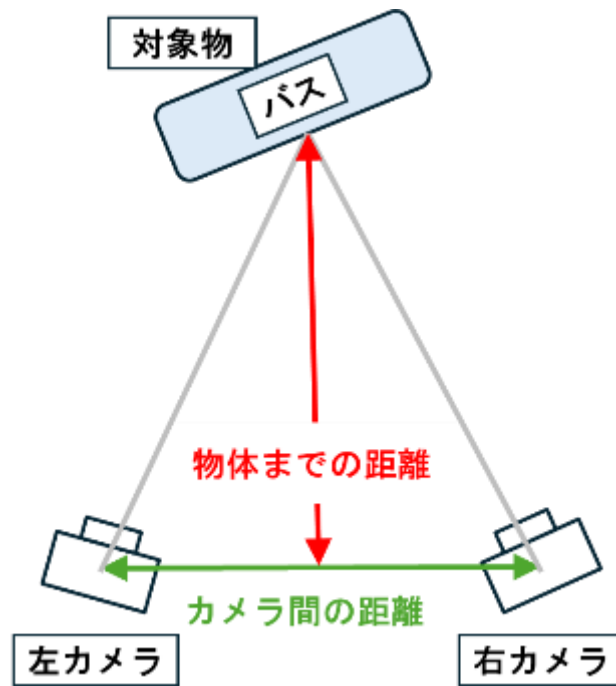 対象物
バス
物体までの距離
カメラ間の距離
左カメラ
右カメラ